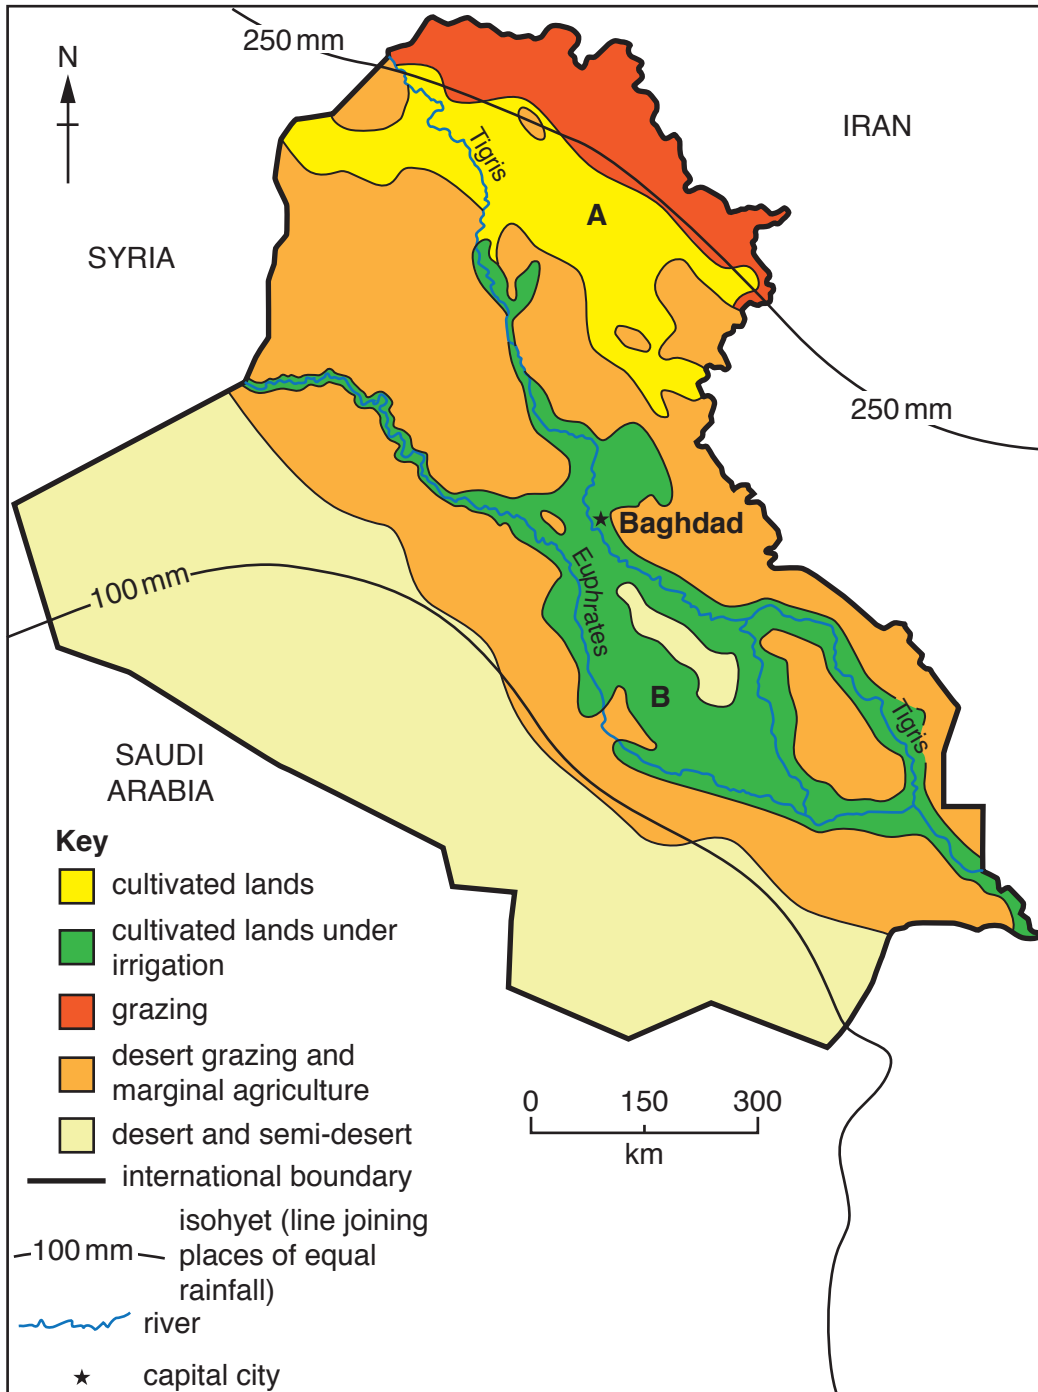 250 mm
N
IRAN
Tigris
A
SYRIA
250 mm
Baghdad
100 mm
Euphrates
B
Tigris
SAUDI
ARABIA
Key
cultivated lands
cultivated lands under
irrigation
grazing
desert grazing and
marginal agriculture
desert and semi-desert
international boundary
100 mm
isohyet (line joining
places of equal
rainfall)
river
capital city
0 150 300
km